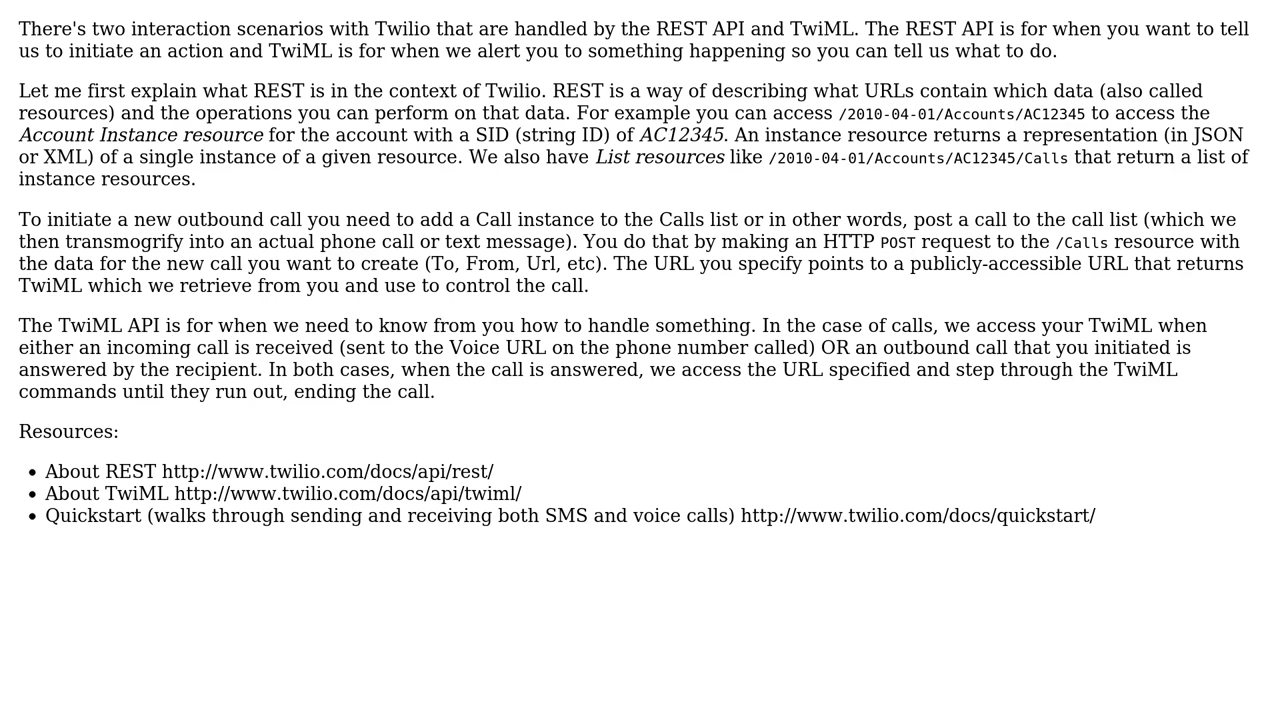 There's two interaction scenarios with Twilio that are handled by the REST API and TwiML. The REST API is for when you want to tell
us to initiate an action and TwiML is for when we alert you to something happening so you can tell us what to do.
Let me first explain what REST is in the context of Twilio. REST is a way of describing what URLs contain which data (also called
resources) and the operations you can perform on that data. For example you can access /2010-04-01/Accounts/AC12345 to access the
Account Instance resource for the account with a SID (string ID) of AC12345. An instance resource returns a representation (in JSON
or XML) of a single instance of a given resource. We also have List resources like /2010-04-01/Accounts/AC12345/Calls that return a list of
instance resources.
To initiate a new outbound call you need to add a Call instance to the Calls list or in other words, post a call to the call list (which we
then transmogrify into an actual phone call or text message). You do that by making an HTTP POST request to the /Calls resource with
the data for the new call you want to create (To, From, Url, etc). The URL you specify points to a publicly-accessible URL that returns
TwiML which we retrieve from you and use to control the call.
The TwiML API is for when we need to know from you how to handle something. In the case of calls, we access your TwiML when
either an incoming call is received (sent to the Voice URL on the phone number called) OR an outbound call that you initiated is
answered by the recipient. In both cases, when the call is answered, we access the URL specified and step through the TwiML
commands until they run out, ending the call.
Resources:
• About REST http://www.twilio.com/docs/api/rest/
• About TwiML http://www.twilio.com/docs/api/twiml/
• Quickstart (walks through sending and receiving both SMS and voice calls) http://www.twilio.com/docs/quickstart/